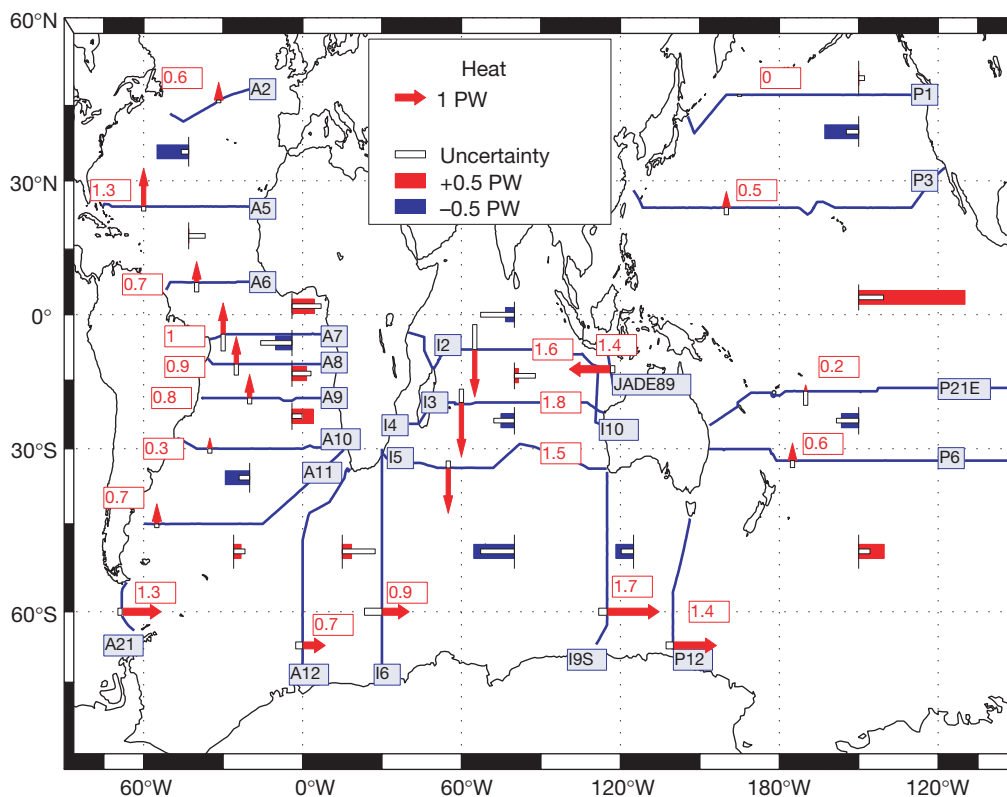 60°N
30°N
0°
30°S
60°S
Heat
1 PW
Uncertainty
+0.5 PW
−0.5 PW
0.6
A2
0
P1
1.3
A5
0.5
P3
0.7
A6
1
A7
0.9
A8
0.8
A9
0.3
A10
A11
0.7
I2
1.6
1.4
JADE89
I3
1.8
I4
I10
I5
1.5
0.2
P21E
0.6
P6
1.3
A21
0.7
A12
0.9
I6
1.7
I9S
1.4
P12
60°W
0°W
60°W
120°W
180°W
120°W